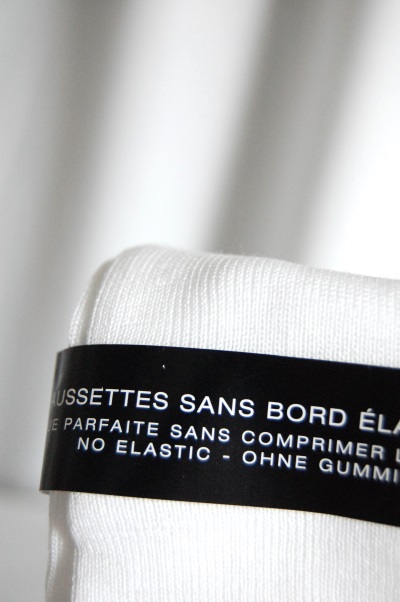 AUSSETTES SANS BORD ÉLA
E PARFAITE SANS COMPRIMER L
NO ELASTIC - OHNE GUMMI